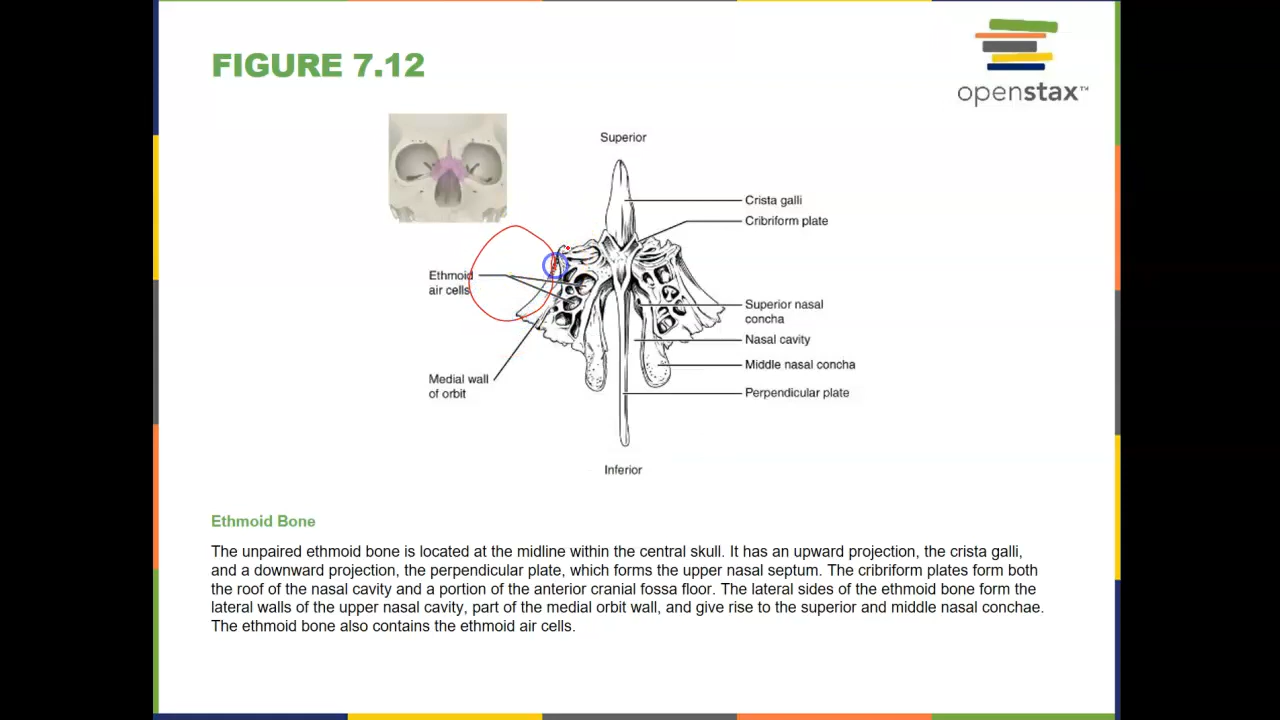 FIGURE 7.12
openstax™
Superior
Crista galli
Cribriform plate
Ethmoid
air cells
Superior nasal
concha
Nasal cavity
Middle nasal concha
Medial wall
of orbit
Perpendicular plate
Inferior
Ethmoid Bone
The unpaired ethmoid bone is located at the midline within the central skull. It has an upward projection, the crista galli,
and a downward projection, the perpendicular plate, which forms the upper nasal septum. The cribriform plates form both
the roof of the nasal cavity and a portion of the anterior cranial fossa floor. The lateral sides of the ethmoid bone form the
lateral walls of the upper nasal cavity, part of the medial orbit wall, and give rise to the superior and middle nasal conchae.
The ethmoid bone also contains the ethmoid air cells.